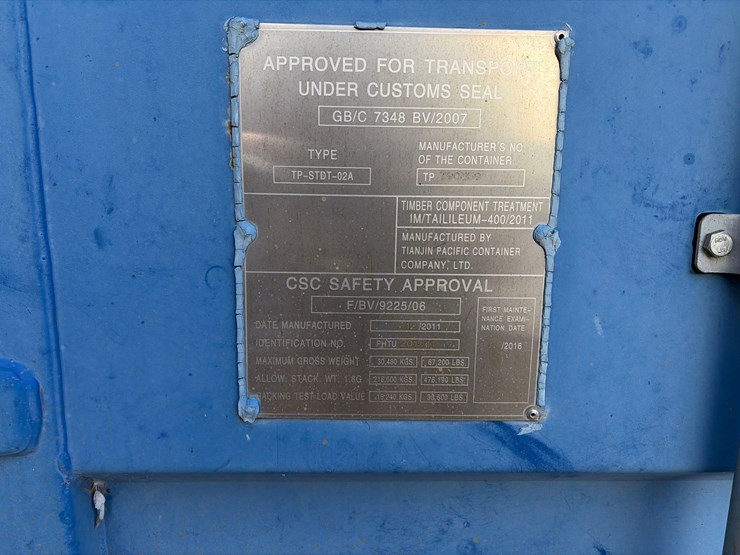 APPROVED FOR
UNDER CUSTOMS SEAL
GB/C 7348 BV/2007
TYPE
MANUFACTURER'S NO.
OF THE CONTAINER
TP-STDT-02A
TP
TIMBER COMPONENT TREATMENT
IM/TAILILEUM-400/2011
MANUFACTURED BY
TIANJIN PACIFIC CONTAINER
COMPANY, LTD.
CSC SAFETY APPROVAL
F/BV/9225/06
FIRST MAINTE-
NANCE EXAMI-
NATION DATE
/2016
DATE MANUFACTURED /2011
IDENTIFICATION NO. PHTU
MAXIMUM GROSS WEIGHT 30,480 KGS 67,200 LBS
ALLOW. STACK. WT. 1.8G 216,000 KGS 476,190 LBS
RACKING TEST LOAD VALUE 15,240 KGS 33,600 LBS